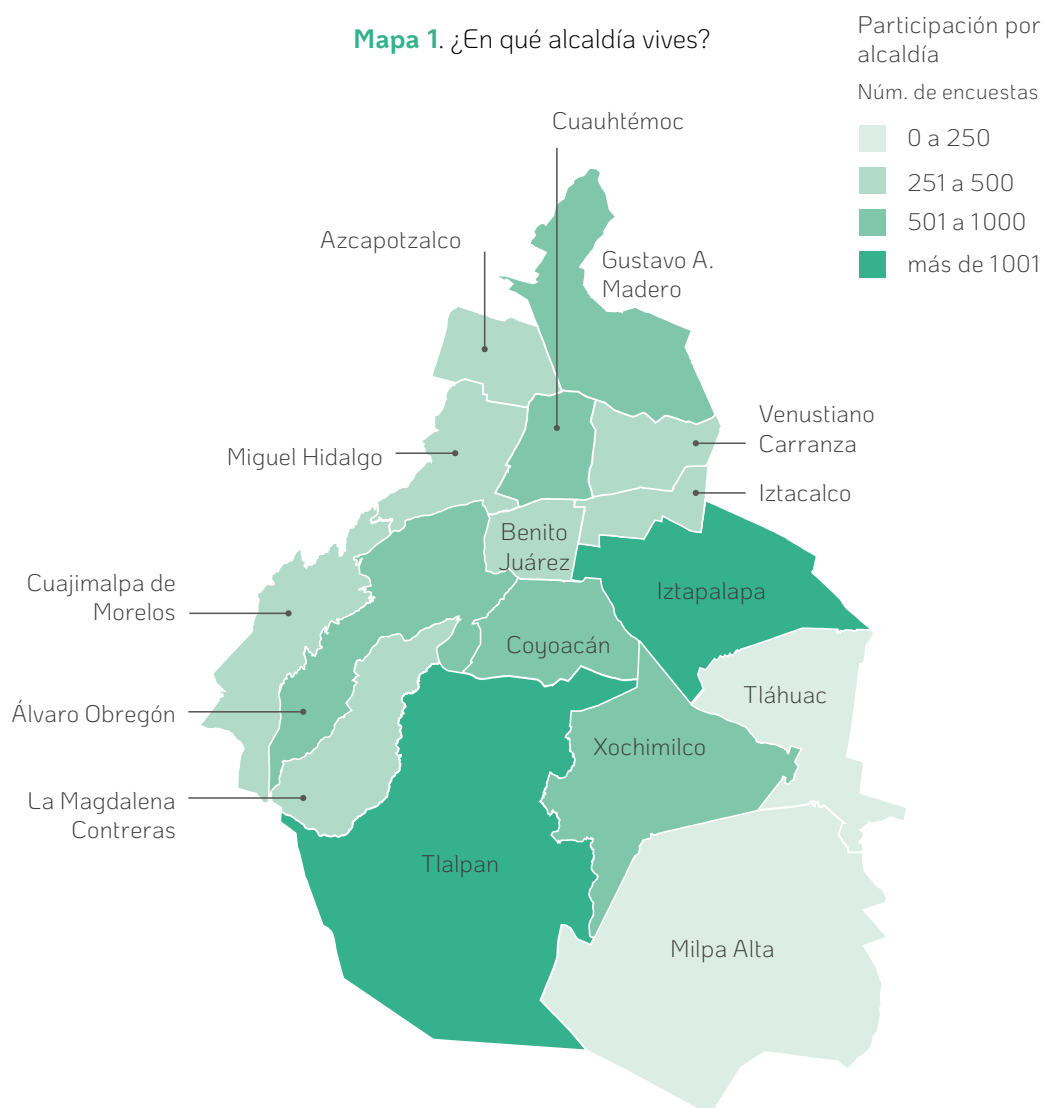 Mapa 1. ¿En qué alcaldía vives?
Participación por
alcaldía
Núm. de encuestas
0 a 250
251 a 500
501 a 1000
más de 1001
Cuauhtémoc
Azcapotzalco
Gustavo A.
Madero
Venustiano
Carranza
Miguel Hidalgo
Iztacalco
Benito
Juárez
Cuajimalpa de
Morelos
Iztapalapa
Coyoacán
Tláhuac
Álvaro Obregón
Xochimilco
La Magdalena
Contreras
Tlalpan
Milpa Alta